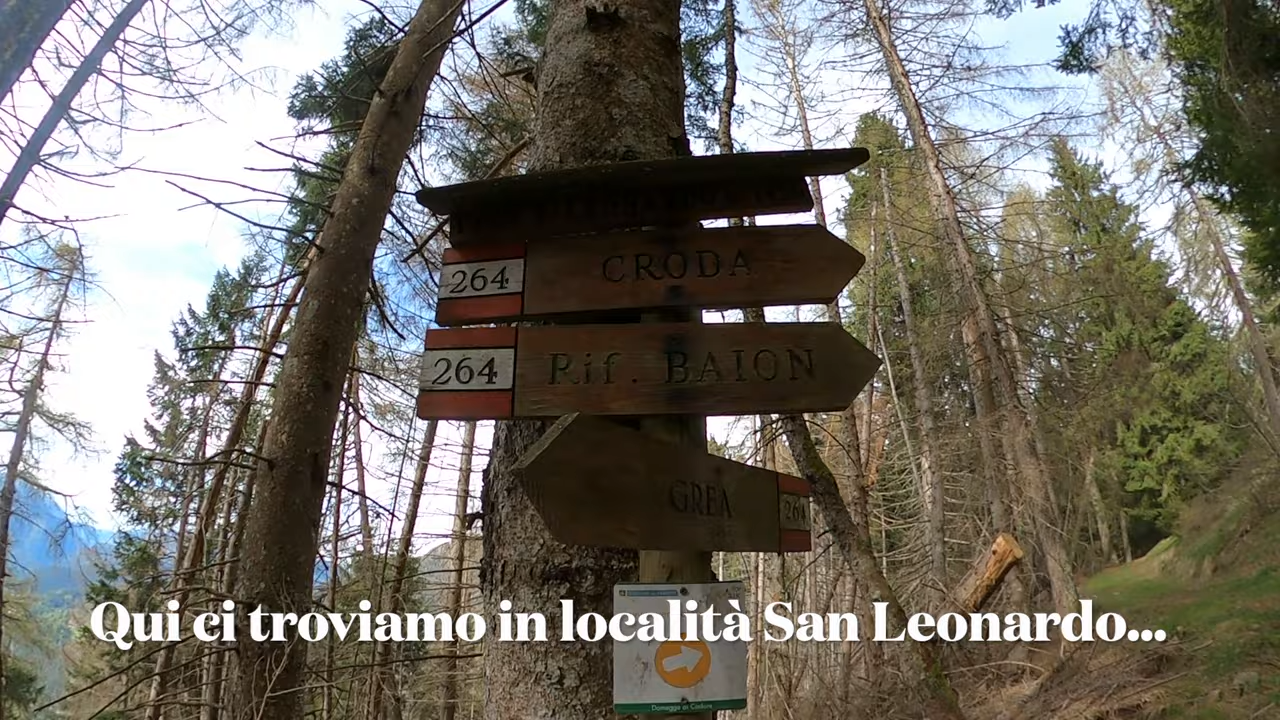 264 CRODA
264 Rif. BAION
GREA 264
Qui ci troviamo in località San Leonardo...
Domegge di Cadore